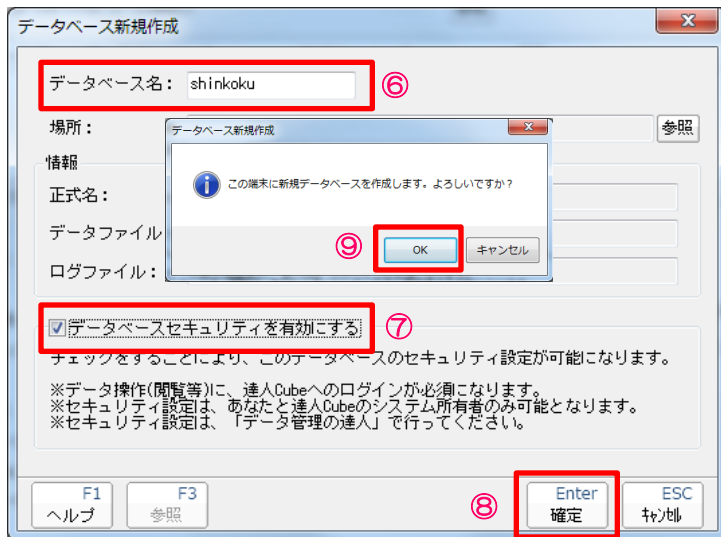 データベース新規作成
データベース名： shinkoku ⑥
場所： 参照
データベース新規作成
この端末に新規データベースを作成します。よろしいですか？
⑨ OK キャンセル
情報
正式名：
データファイル
ログファイル：
データベースセキュリティを有効にする ⑦
チェックをすることにより、このデータベースのセキュリティ設定が可能になります。
※データ操作(閲覧等)に、達人Cubeへのログインが必須になります。
※セキュリティ設定は、あなたと達人Cubeのシステム所有者のみ可能となります。
※セキュリティ設定は、「データ管理の達人」で行ってください。
F1 F3 ⑧ Enter ESC
ヘルプ 参照 確定 ｷｬﾝｾﾙ